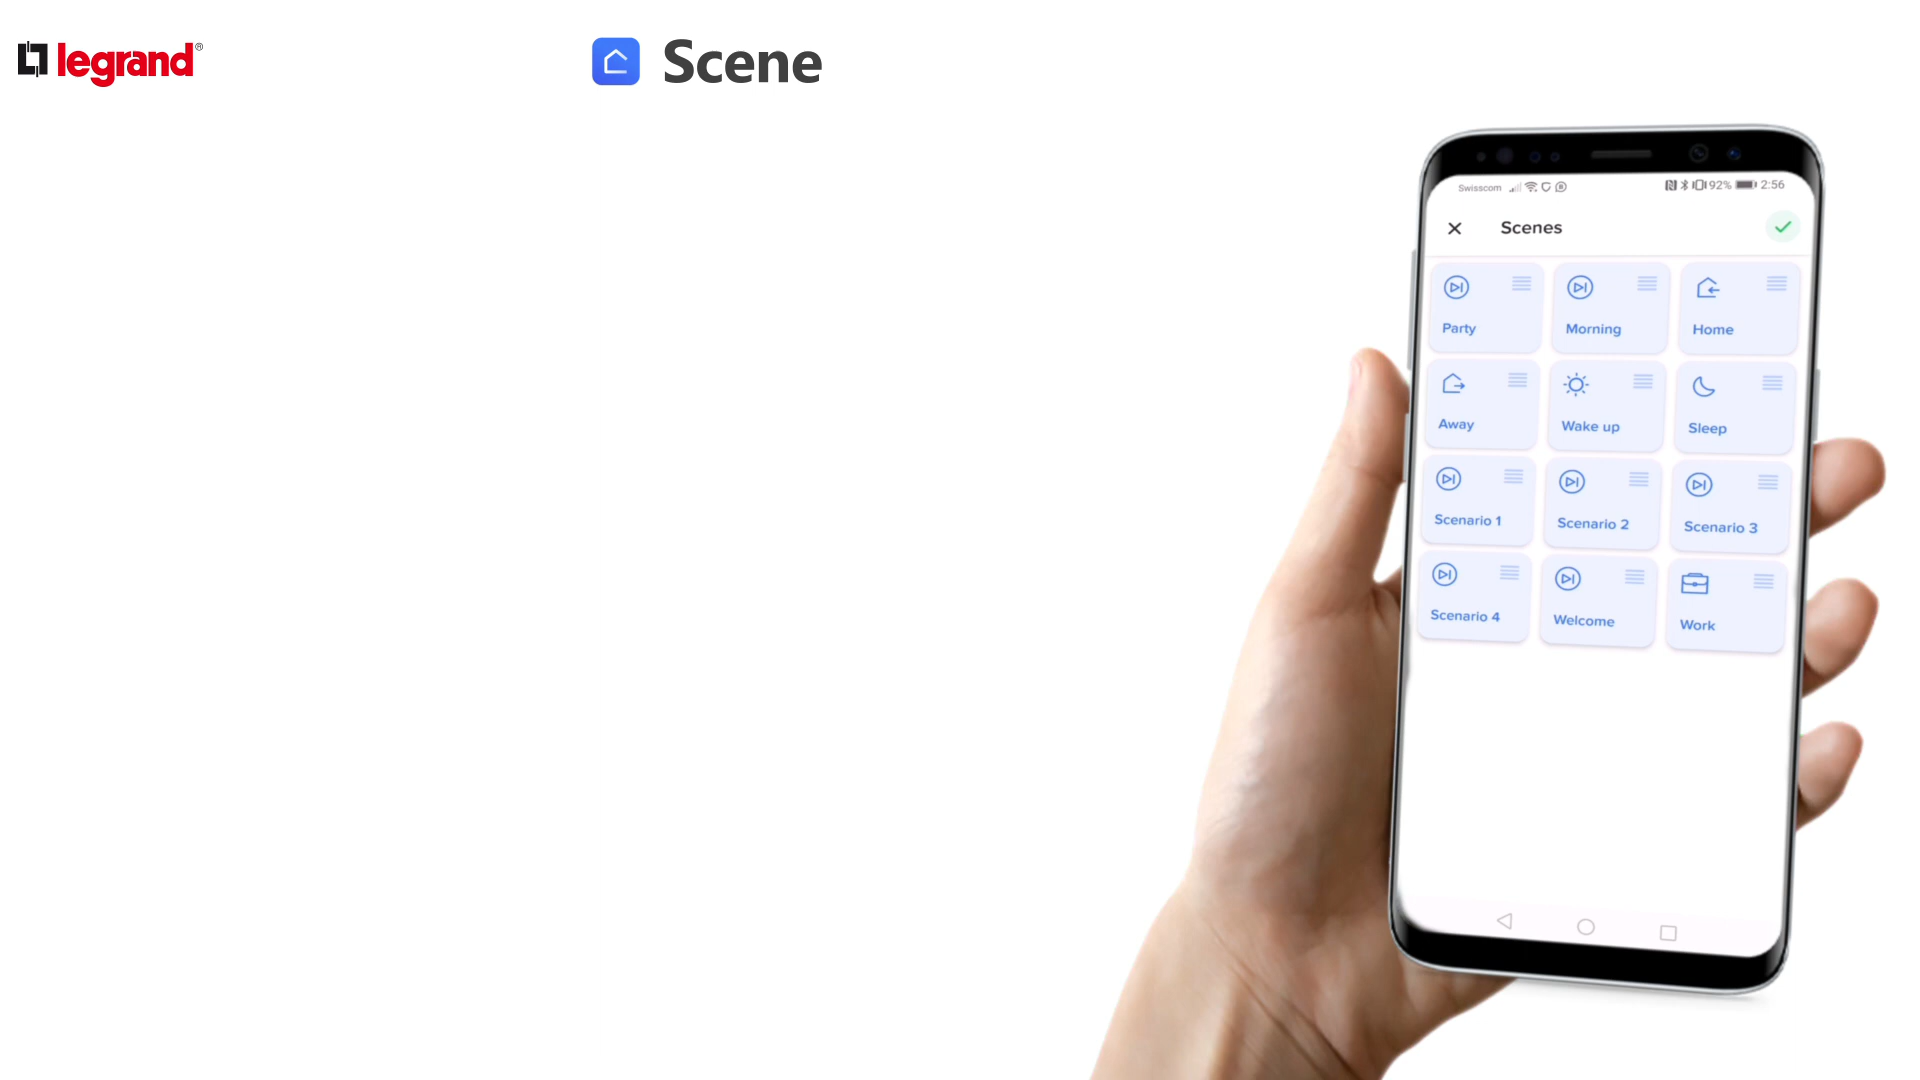 legrand®
Scene
Swisscom 92% 2:56
Scenes
Party Morning Home
Away Wake up Sleep
Scenario 1 Scenario 2 Scenario 3
Scenario 4 Welcome Work